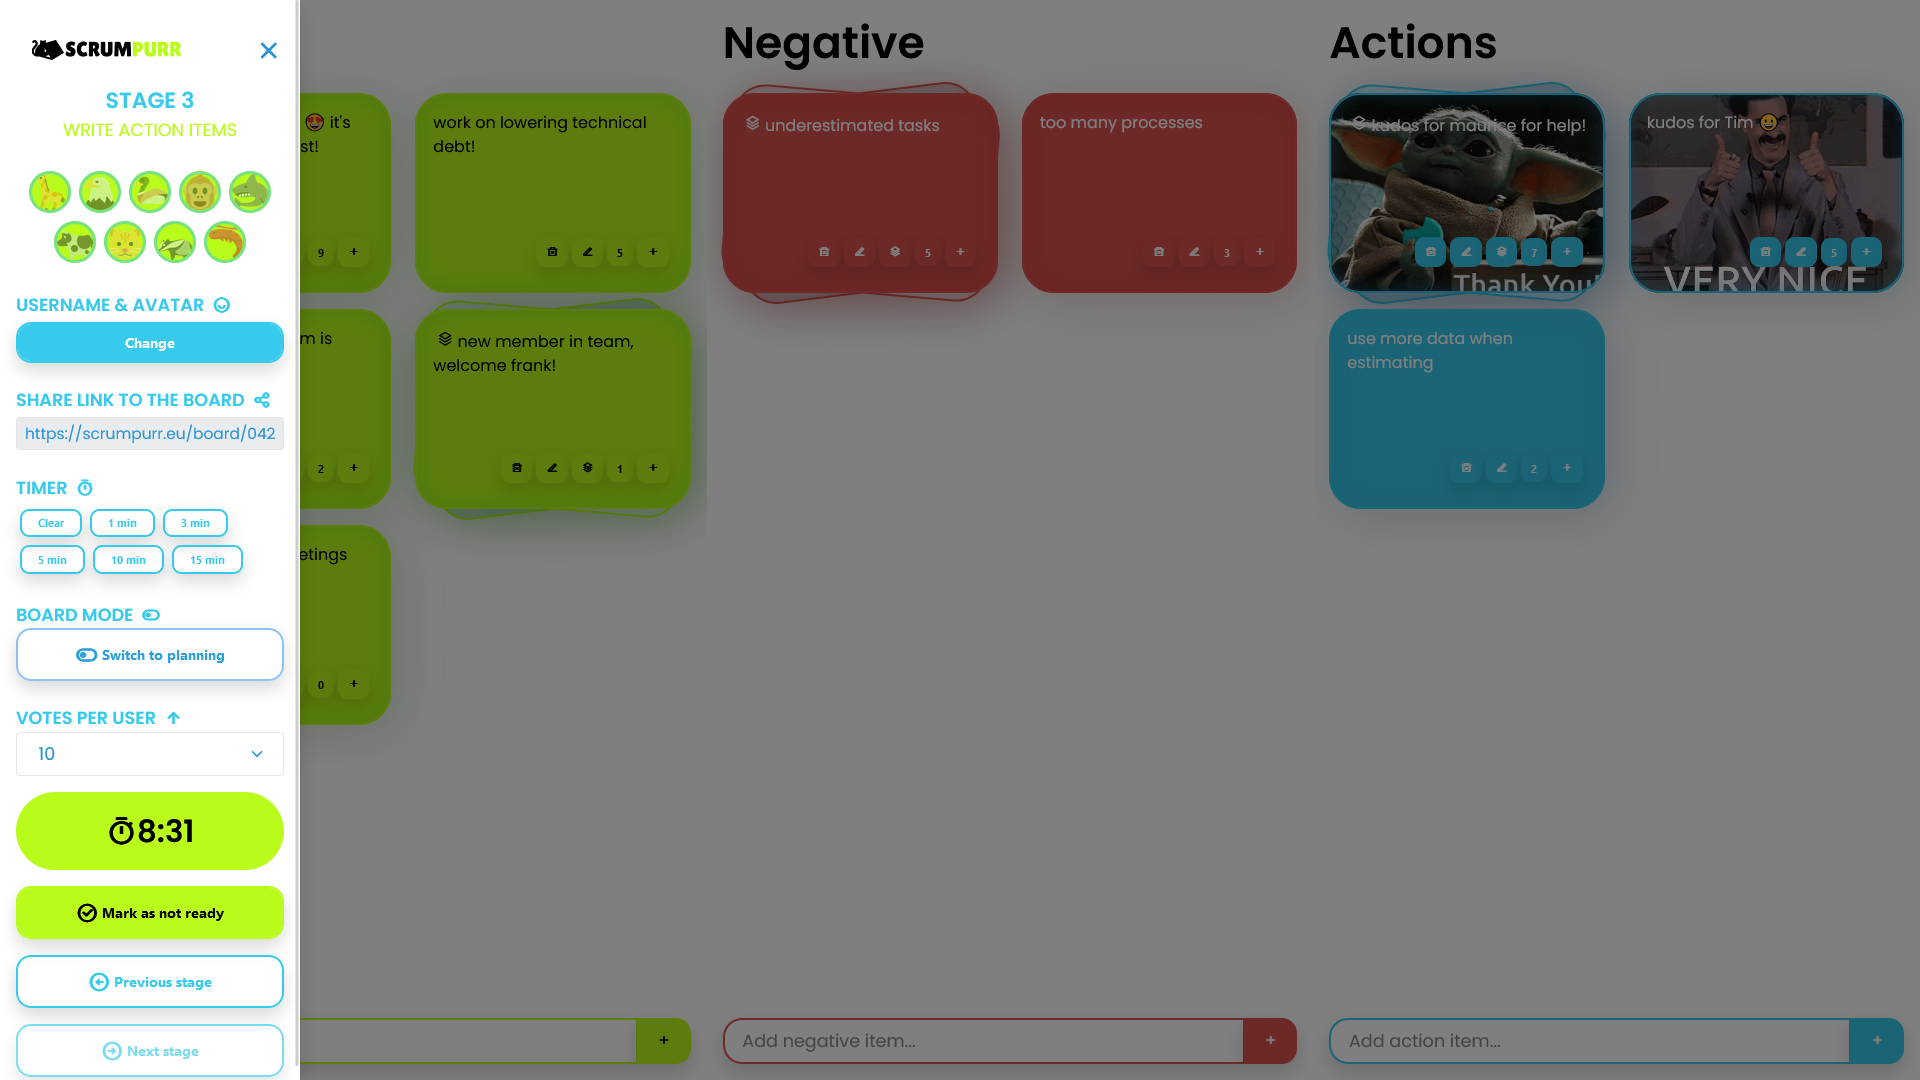 SCRUMPURR
STAGE 3
WRITE ACTION ITEMS
USERNAME & AVATAR
Change
SHARE LINK TO THE BOARD
https://scrumpurr.eu/board/042
TIMER
Clear
1 min
3 min
5 min
10 min
15 min
BOARD MODE
Switch to planning
VOTES PER USER
10
8:31
Mark as not ready
Previous stage
Next stage
😍 it's
st!
9 +
m is
2 +
etings
0 +
work on lowering technical
debt!
5 +
new member in team,
welcome frank!
1 +
+
Negative
underestimated tasks
5 +
too many processes
3 +
Add negative item...
+
Actions
kudos for maurice for help!
7 +
Thank You!
kudos for Tim 😀
5 +
VERY NICE
use more data when
estimating
2 +
Add action item...
+